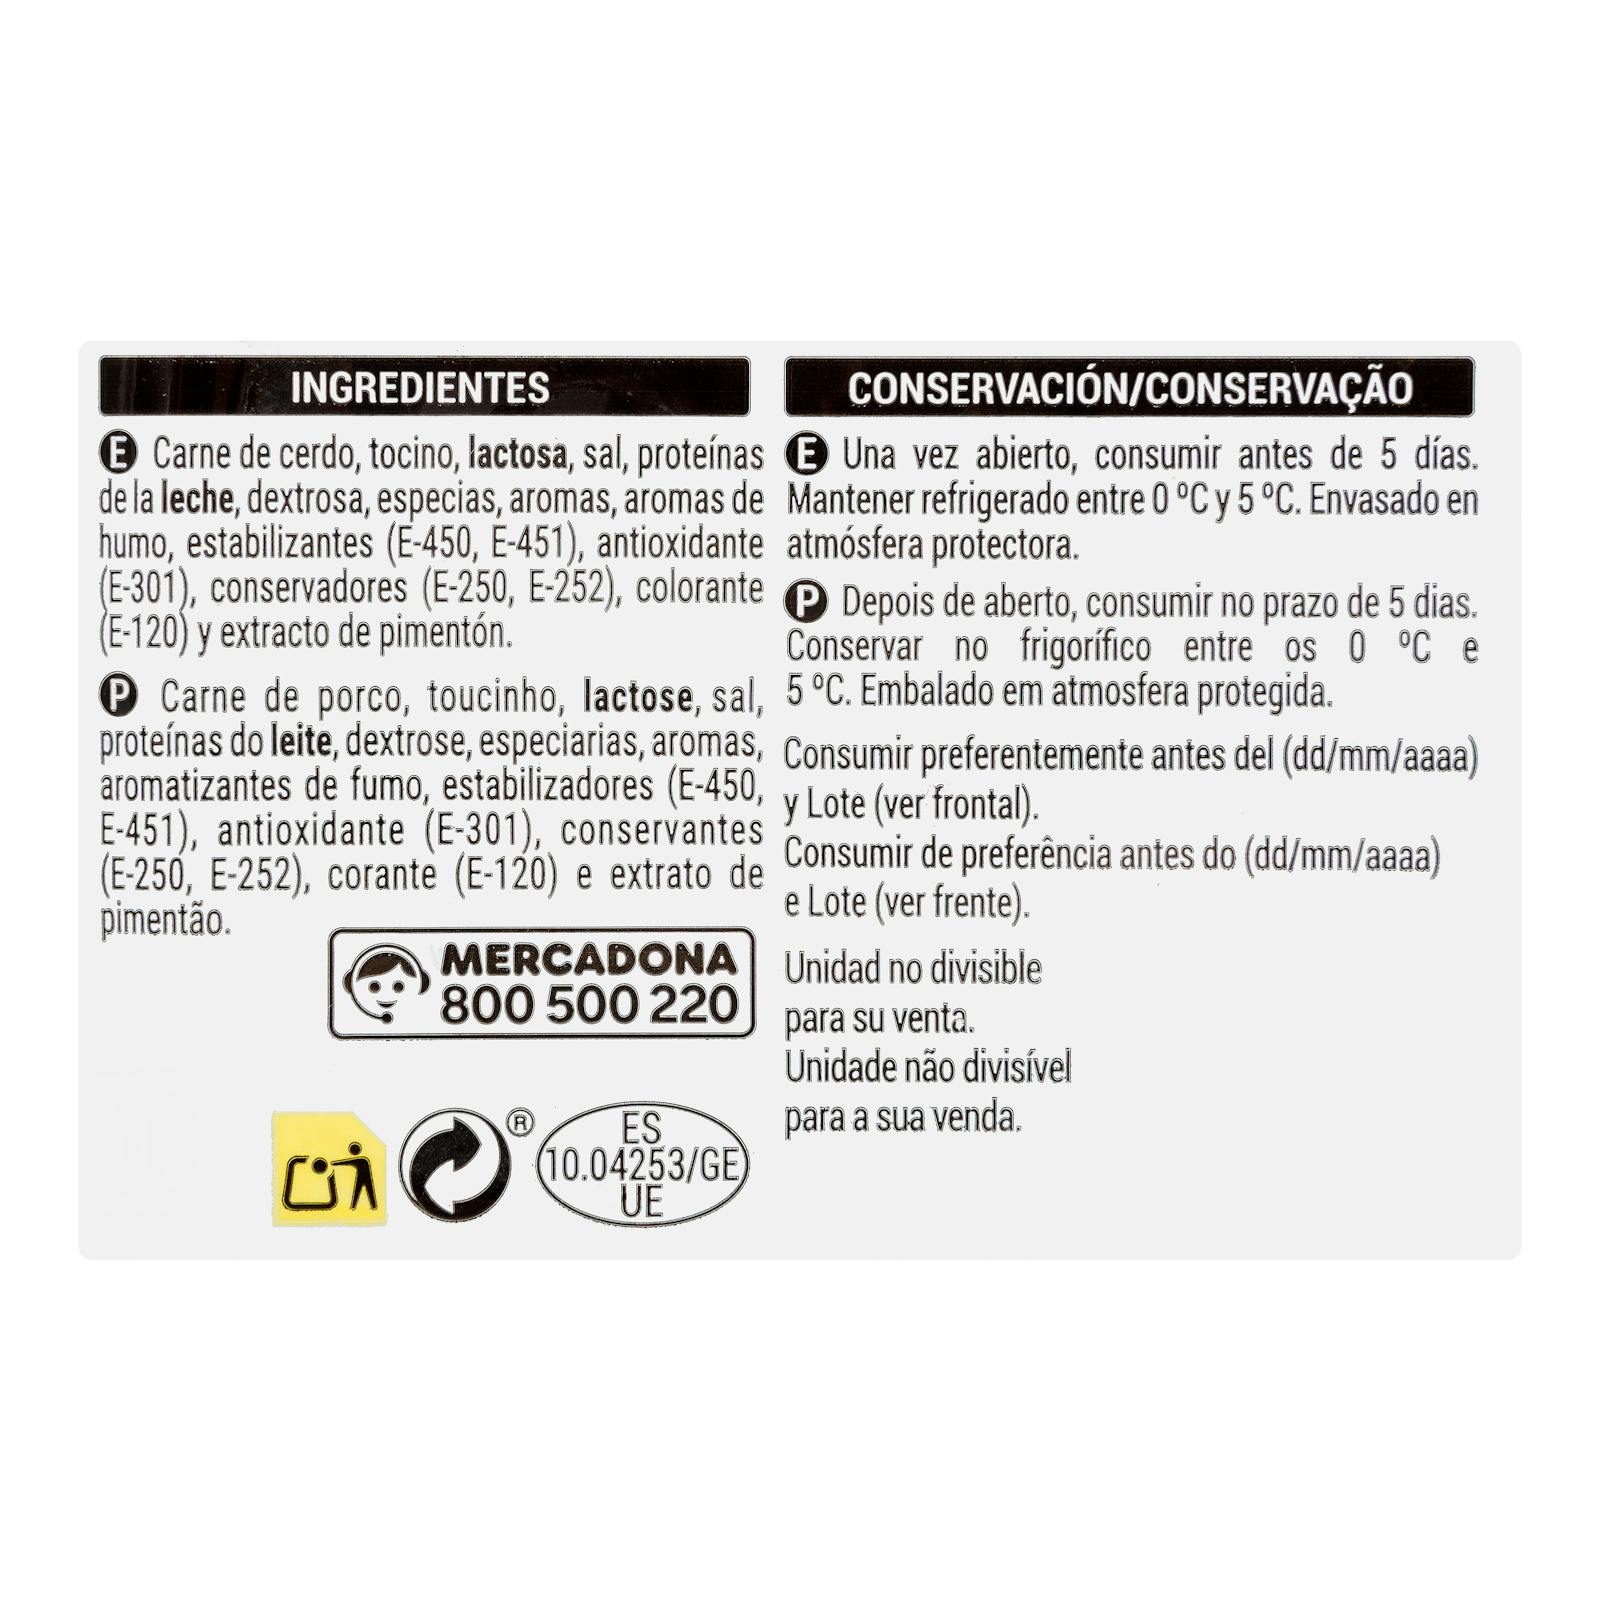 INGREDIENTES
E Carne de cerdo, tocino, lactosa, sal, proteínas
de la leche, dextrosa, especias, aromas, aromas de
humo, estabilizantes (E-450, E-451), antioxidante
(E-301), conservadores (E-250, E-252), colorante
(E-120) y extracto de pimentón.
P Carne de porco, toucinho, lactose, sal,
proteínas do leite, dextrose, especiarias, aromas,
aromatizantes de fumo, estabilizadores (E-450,
E-451), antioxidante (E-301), conservantes
(E-250, E-252), corante (E-120) e extrato de
pimentão.
MERCADONA
800 500 220
®
ES
10.04253/GE
UE
CONSERVACIÓN/CONSERVAÇÃO
E Una vez abierto, consumir antes de 5 días.
Mantener refrigerado entre 0 ºC y 5 ºC. Envasado en
atmósfera protectora.
P Depois de aberto, consumir no prazo de 5 dias.
Conservar no frigorífico entre os 0 ºC e
5 ºC. Embalado em atmosfera protegida.
Consumir preferentemente antes del (dd/mm/aaaa)
y Lote (ver frontal).
Consumir de preferência antes do (dd/mm/aaaa)
e Lote (ver frente).
Unidad no divisible
para su venta.
Unidade não divisível
para a sua venda.